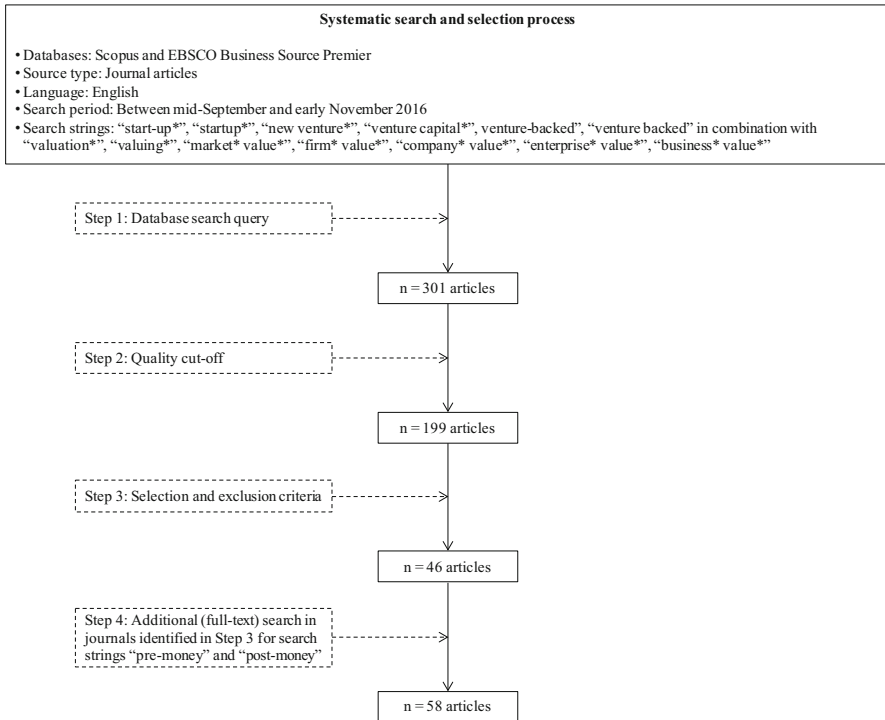 Systematic search and selection process
• Databases: Scopus and EBSCO Business Source Premier
• Source type: Journal articles
• Language: English
• Search period: Between mid-September and early November 2016
• Search strings: “start-up*”, “startup*”, “new venture*”, “venture capital*”, venture-backed”, “venture backed” in combination with
“valuation*”, “valuing*”, “market* value*”, “firm* value*”, “company* value*”, “enterprise* value*”, “business* value*”
Step 1: Database search query
n = 301 articles
Step 2: Quality cut-off
n = 199 articles
Step 3: Selection and exclusion criteria
n = 46 articles
Step 4: Additional (full-text) search in
journals identified in Step 3 for search
strings “pre-money” and “post-money”
n = 58 articles